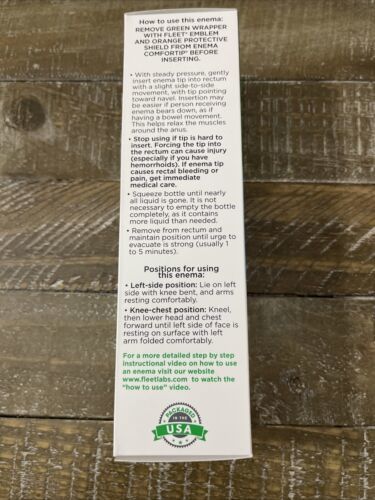 How to use this enema:
REMOVE GREEN WRAPPER
WITH FLEET® EMBLEM
AND ORANGE PROTECTIVE
SHIELD FROM ENEMA
COMFORTIP® BEFORE
INSERTING.
• With steady pressure, gently
insert enema tip into rectum
with a slight side-to-side
movement, with tip pointing
toward navel. Insertion may
be easier if person receiving
enema bears down, as if
having a bowel movement.
This helps relax the muscles
around the anus.
• Stop using if tip is hard to
insert. Forcing the tip into
the rectum can cause injury
(especially if you have
hemorrhoids). If enema tip
causes rectal bleeding or
pain, get immediate
medical care.
• Squeeze bottle until nearly
all liquid is gone. It is not
necessary to empty the bottle
completely, as it contains
more liquid than needed.
• Remove from rectum and
maintain position until urge to
evacuate is strong (usually 1
to 5 minutes).
Positions for using
this enema:
• Left-side position: Lie on left
side with knee bent, and arms
resting comfortably.
• Knee-chest position: Kneel,
then lower head and chest
forward until left side of face is
resting on surface with left
arm folded comfortably.
For a more detailed step by step
instructional video on how to use
an enema visit our website
www.fleetlabs.com to watch the
"how to use" video.
PACKAGED
IN THE
USA